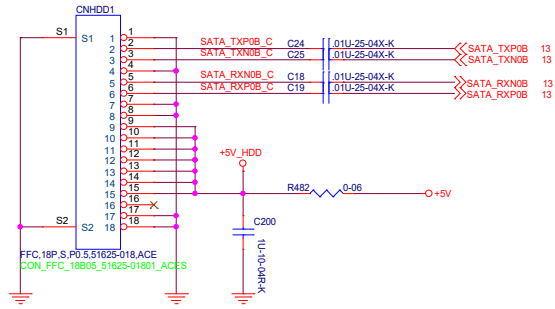 CNHDD1
S1 S1 1 1
2 2 SATA_TXP0B_C C24 .01U-25-04X-K SATA_TXP0B 13
3 3 SATA_TXN0B_C C25 .01U-25-04X-K SATA_TXN0B 13
4 4
5 5 SATA_RXN0B_C C18 .01U-25-04X-K SATA_RXN0B 13
6 6 SATA_RXP0B_C C19 .01U-25-04X-K SATA_RXP0B 13
7 7
8 8
9 9
10 10
11 11
12 12 +5V_HDD
13 13
14 14
15 15 R482 0-06 +5V
16 16
17 17
S2 S2 18 18
C200
1U-10-04R-K
FFC,18P,S,P0.5,51625-018,ACE
CON_FFC_18B05_51625-01801_ACES